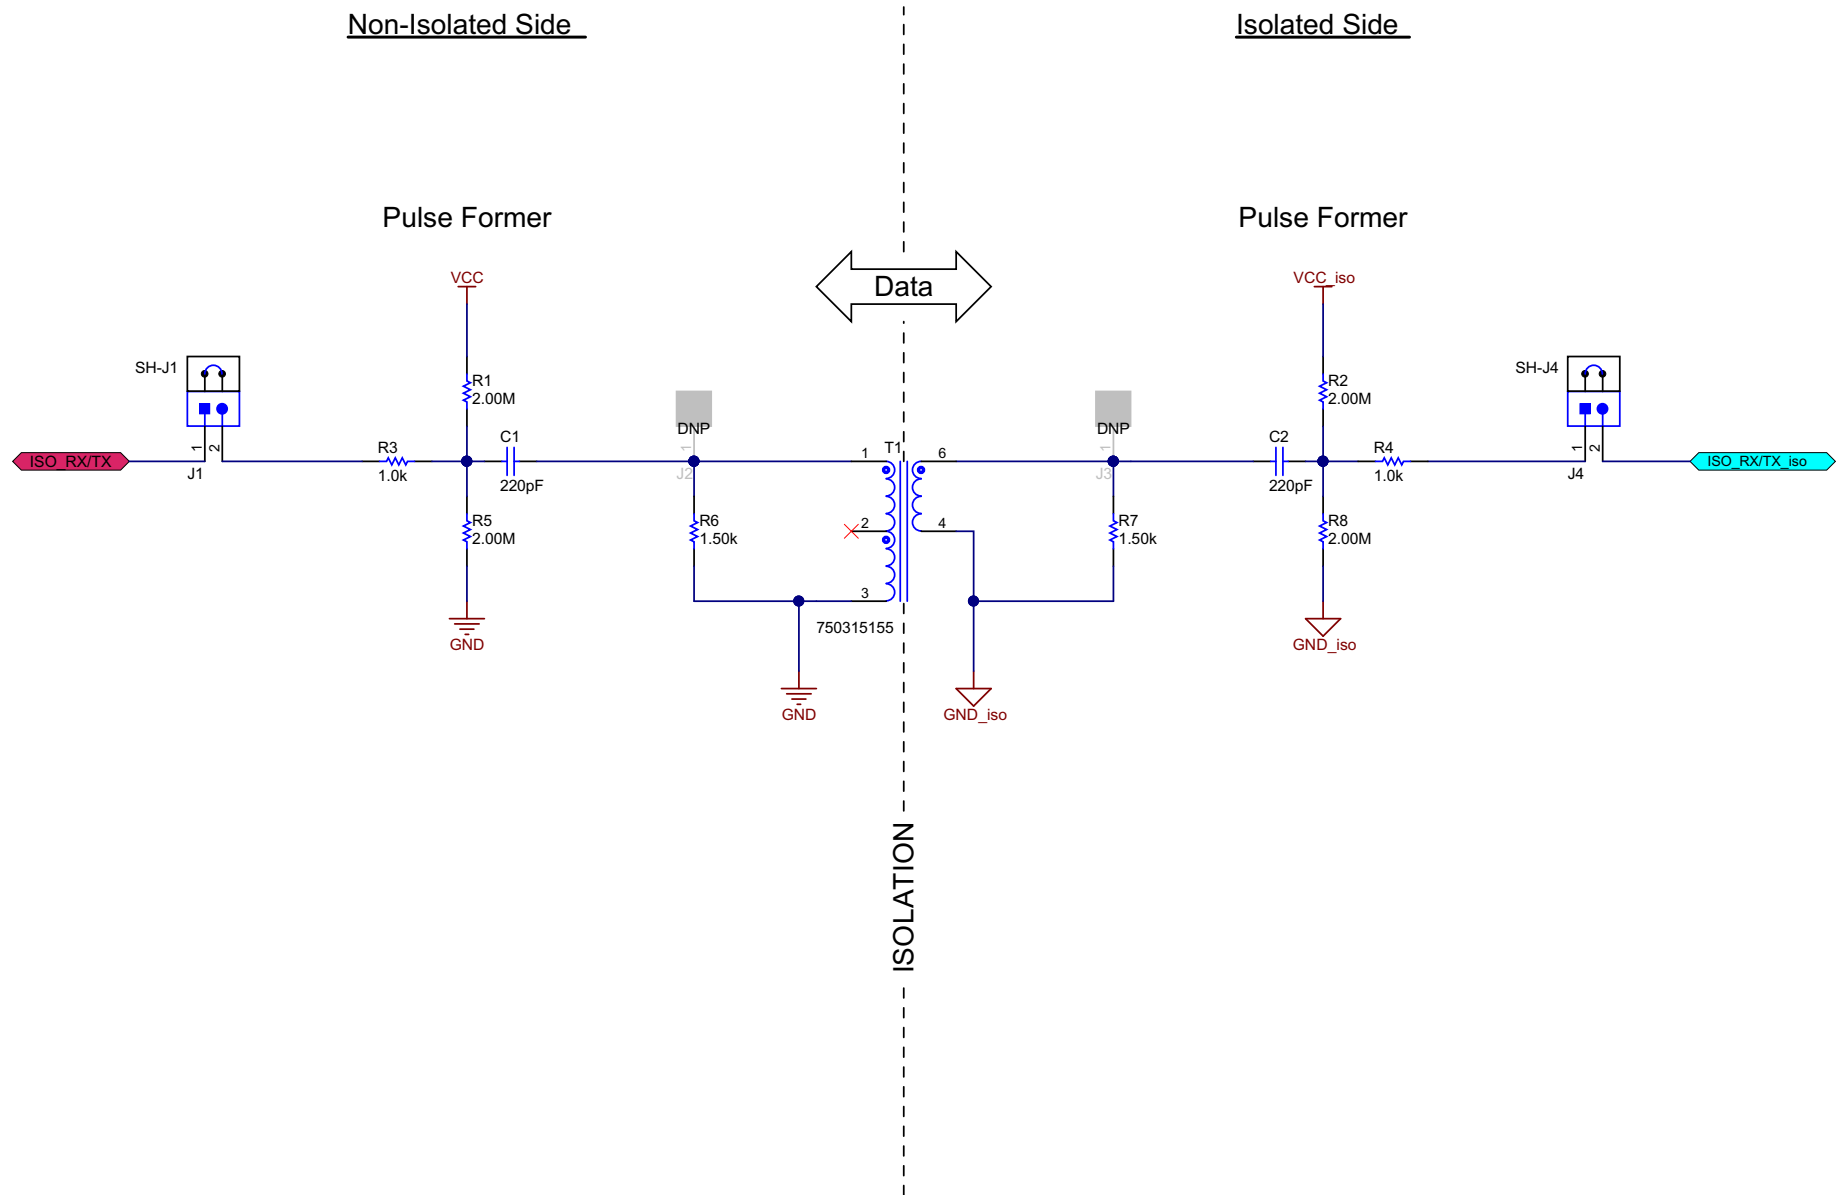 Non-Isolated Side
Isolated Side
Pulse Former
Pulse Former
Data
VCC
VCC_iso
SH-J1
SH-J4
R1
2.00M
R2
2.00M
DNP
DNP
ISO_RX/TX
1
2
J1
R3
1.0k
C1
220pF
1
J2
1
T1
6
1
J3
C2
220pF
R4
1.0k
1
2
J4
ISO_RX/TX_iso
R5
2.00M
R6
1.50k
2
4
R7
1.50k
R8
2.00M
3
750315155
GND
GND_iso
GND
GND_iso
ISOLATION